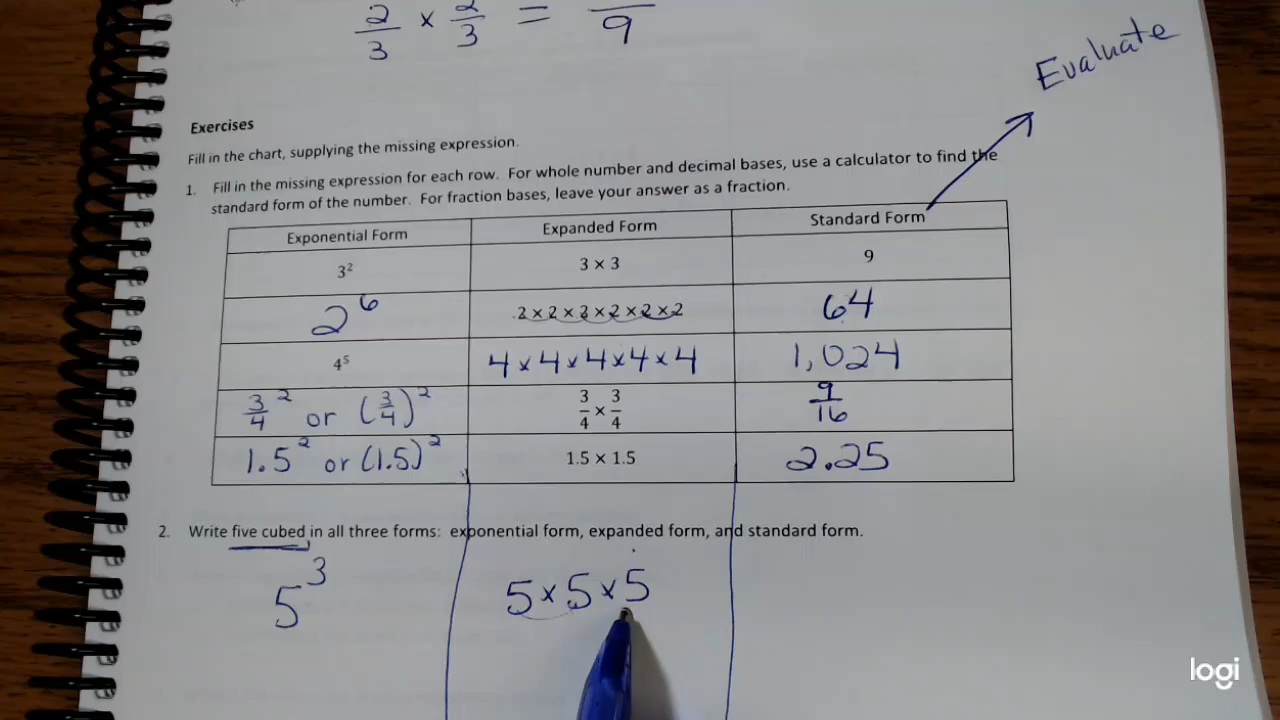 2/3 × 2/3 = /9
Evaluate
Exercises
Fill in the chart, supplying the missing expression.
1. Fill in the missing expression for each row. For whole number and decimal bases, use a calculator to find the
standard form of the number. For fraction bases, leave your answer as a fraction.
Exponential Form Expanded Form Standard Form
3² 3 × 3 9
2⁶ 2 × 2 × 2 × 2 × 2 × 2 64
4⁵ 4 × 4 × 4 × 4 × 4 1,024
3/4² or (3/4)² 3/4 × 3/4 9/16
1.5² or (1.5)² 1.5 × 1.5 2.25
2. Write five cubed in all three forms: exponential form, expanded form, and standard form.
5³ 5 × 5 × 5
logi